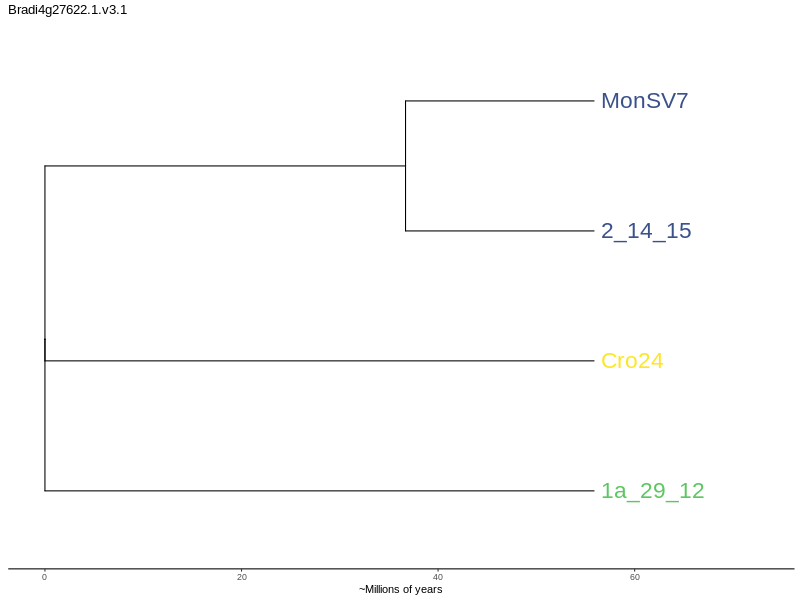 Bradi4g27622.1.v3.1
MonSV7
2_14_15
Cro24
1a_29_12
0 20 40 60
~Millions of years